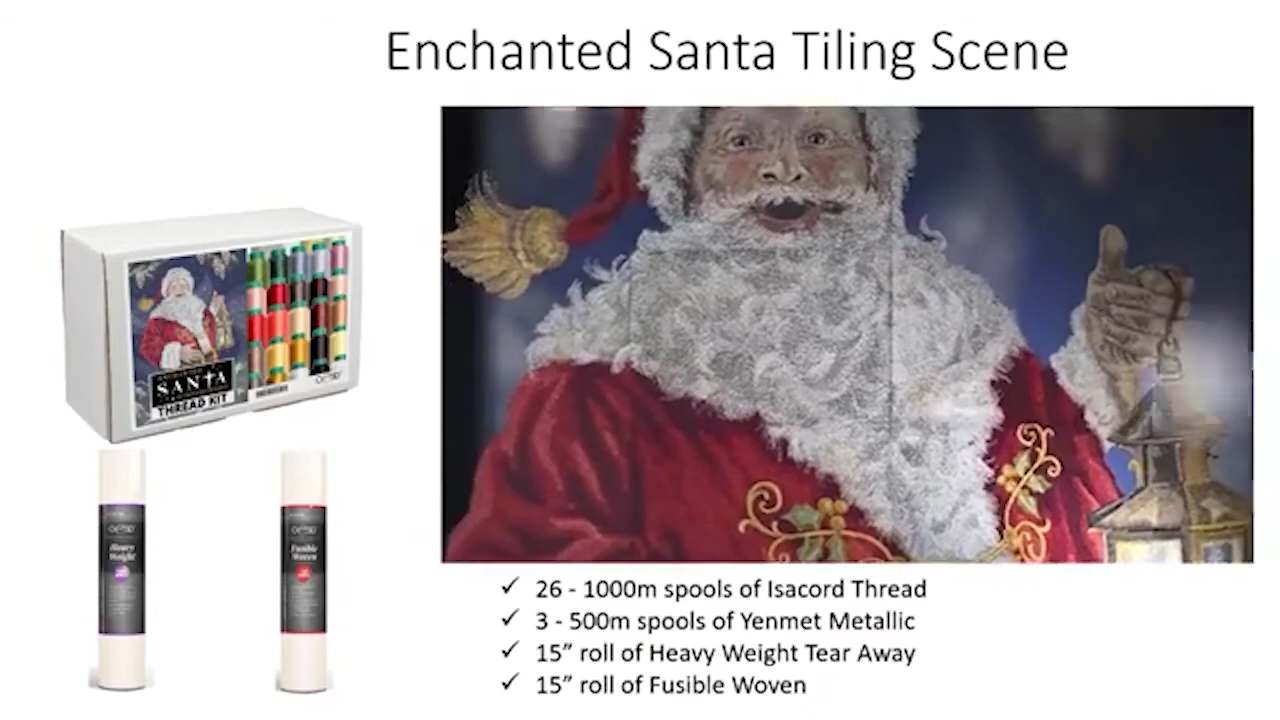 Enchanted Santa Tiling Scene
SANTA
THREAD KIT
Heavy
Weight
Fusible
Woven
✓ 26 - 1000m spools of Isacord Thread
✓ 3 - 500m spools of Yenmet Metallic
✓ 15” roll of Heavy Weight Tear Away
✓ 15” roll of Fusible Woven